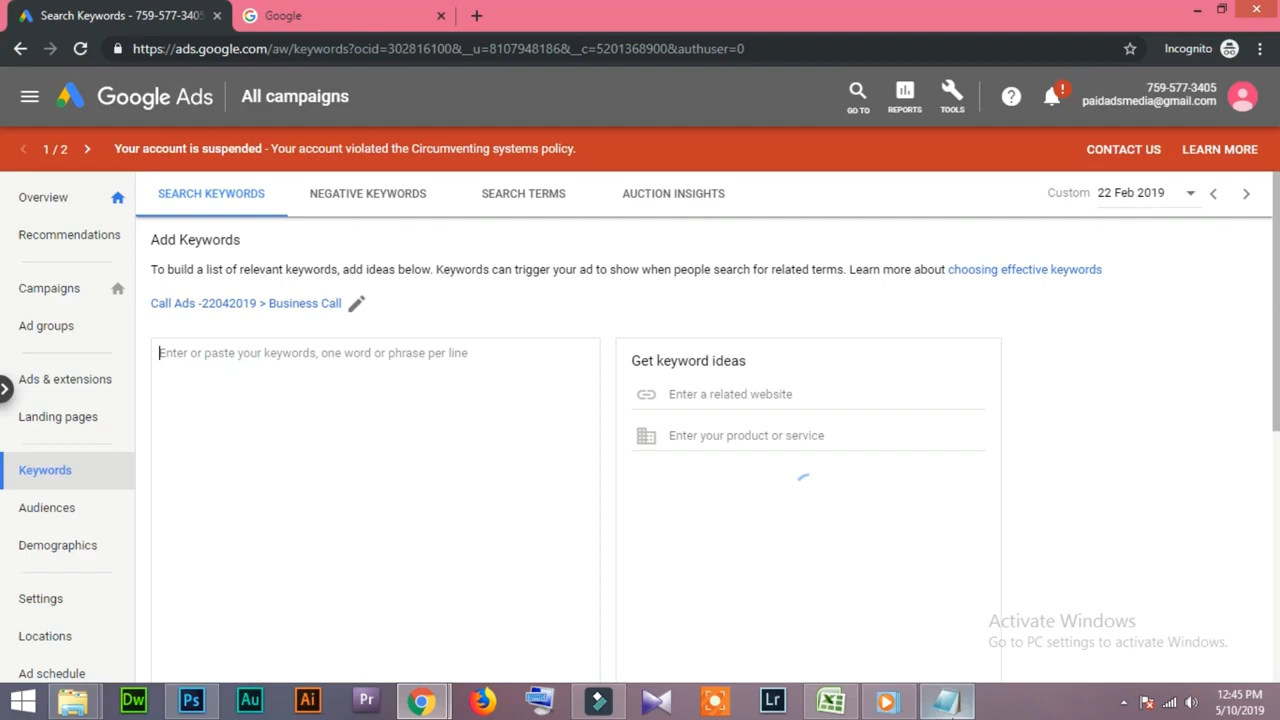 Search Keywords - 759-577-3405
Google
https://ads.google.com/aw/keywords?ocid=302816100&__u=8107948186&__c=5201368900&authuser=0
Incognito
Google Ads
All campaigns
GO TO
REPORTS
TOOLS
759-577-3405
paidadsmedia@gmail.com
1 / 2
Your account is suspended - Your account violated the Circumventing systems policy.
CONTACT US
LEARN MORE
Overview
Recommendations
Campaigns
Ad groups
Ads & extensions
Landing pages
Keywords
Audiences
Demographics
Settings
Locations
Ad schedule
SEARCH KEYWORDS
NEGATIVE KEYWORDS
SEARCH TERMS
AUCTION INSIGHTS
Custom
22 Feb 2019
Add Keywords
To build a list of relevant keywords, add ideas below. Keywords can trigger your ad to show when people search for related terms. Learn more about choosing effective keywords
Call Ads -22042019 > Business Call
Enter or paste your keywords, one word or phrase per line
Get keyword ideas
Enter a related website
Enter your product or service
Activate Windows
Go to PC settings to activate Windows.
Dw
Ps
Au
Ai
Pr
Lr
12:45 PM
5/10/2019